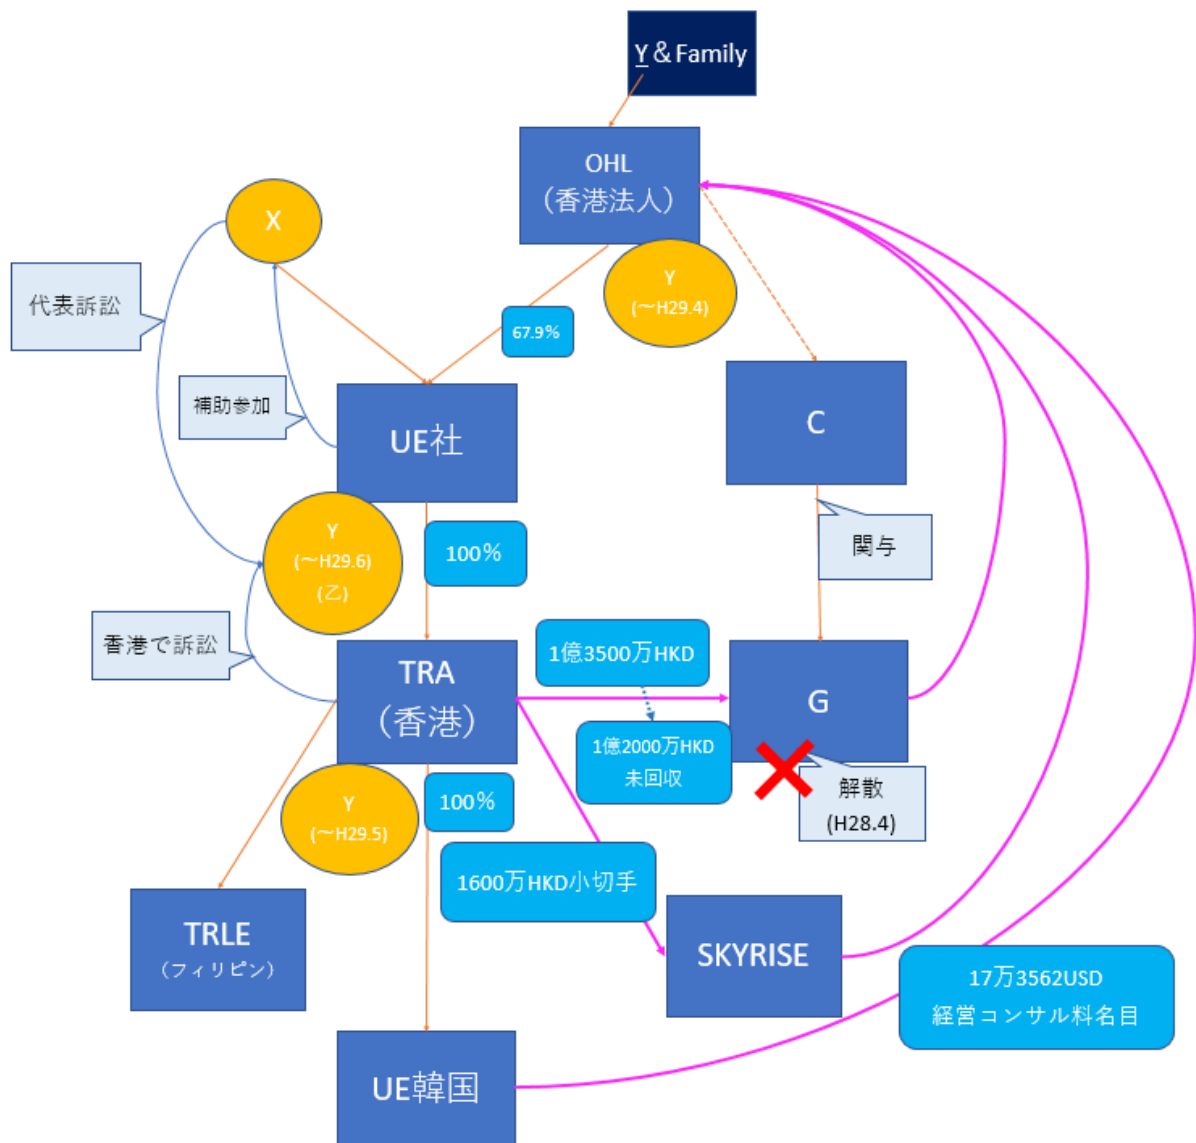 Y & Family
OHL
（香港法人）
X
Y
(～H29.4)
代表訴訟
67.9％
補助参加
UE社
C
Y
(～H29.6)
(乙)
100％
関与
香港で訴訟
1億3500万HKD
TRA
（香港）
G
1億2000万HKD
未回収
解散
(H28.4)
Y
(～H29.5)
100％
1600万HKD小切手
TRLE
（フィリピン）
SKYRISE
17万3562USD
経営コンサル料名目
UE韓国